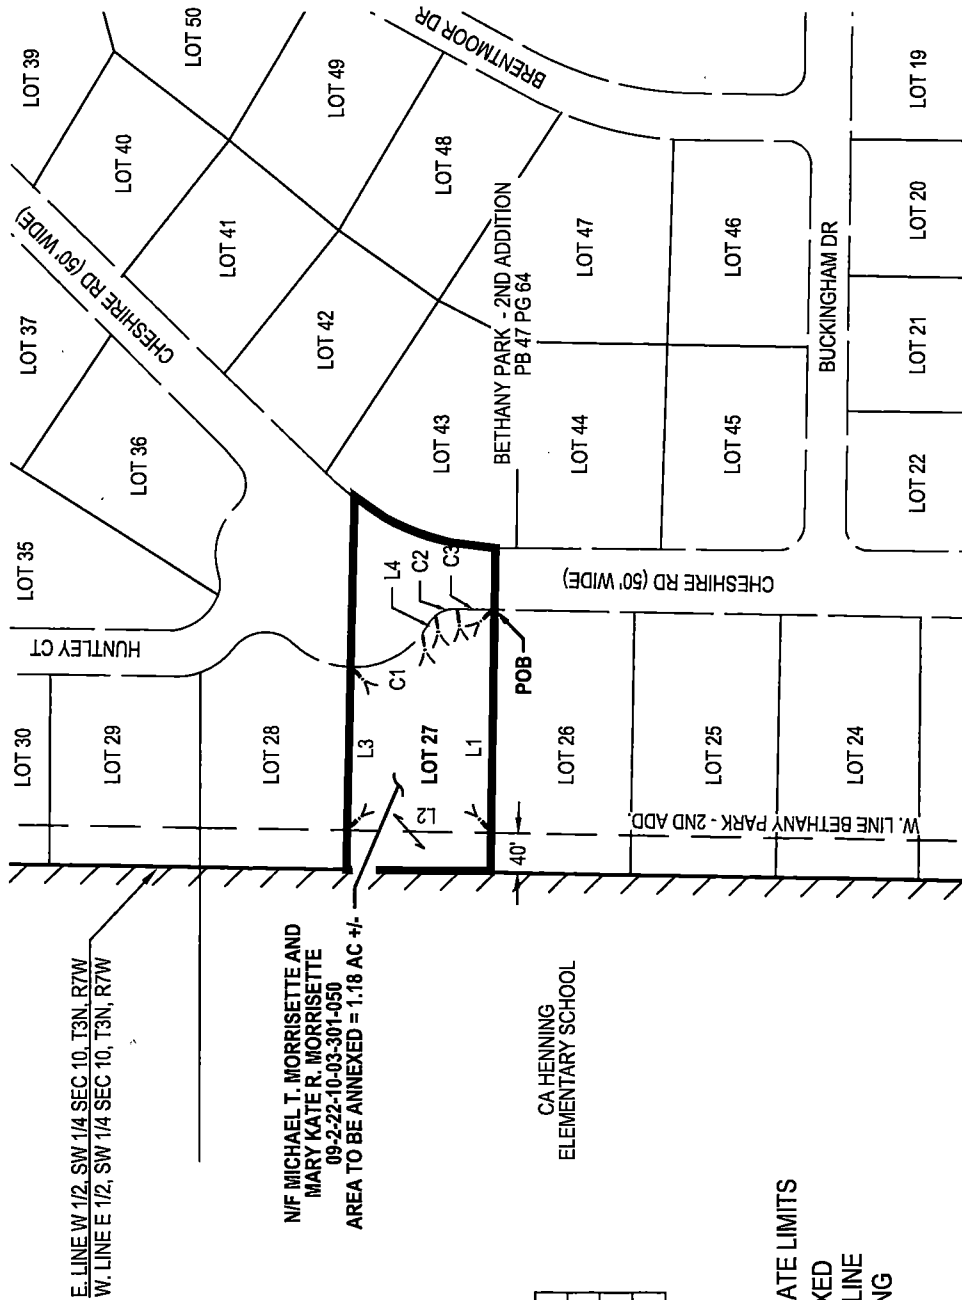 E. LINE W 1/2, SW 1/4 SEC 10, T3N, R7W
W. LINE E 1/2, SW 1/4 SEC 10, T3N, R7W
N/F MICHAEL T. MORRISETTE AND
MARY KATE R. MORRISETTE
09-2-22-10-03-301-050
AREA TO BE ANNEXED = 1.18 AC +/-
CA HENNING
ELEMENTARY SCHOOL
ATE LIMITS
XED
LINE
NG
LOT 30
LOT 29
LOT 28
LOT 27
LOT 26
LOT 25
LOT 24
W. LINE BETHANY PARK - 2ND ADD.
40'
L1
L2
L3
L4
C1
C2
C3
POB
HUNTLEY CT
CHESHIRE RD (50' WIDE)
CHESHIRE RD (50' WIDE)
LOT 35
LOT 36
LOT 37
LOT 39
LOT 40
LOT 41
LOT 42
LOT 43
LOT 44
LOT 45
LOT 46
LOT 47
LOT 48
LOT 49
LOT 50
BETHANY PARK - 2ND ADDITION
PB 47 PG 64
BRENTMOOR DR
BUCKINGHAM DR
LOT 22
LOT 21
LOT 20
LOT 19